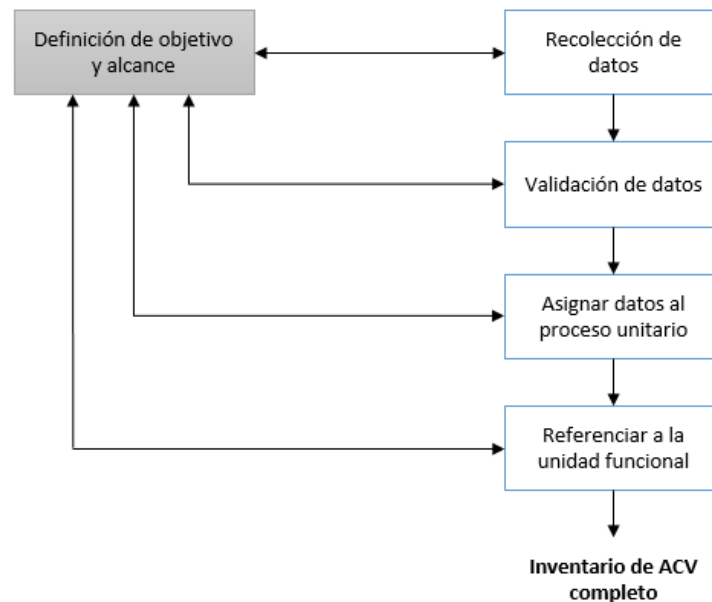 Definición de objetivo
y alcance
Recolección de
datos
Validación de datos
Asignar datos al
proceso unitario
Referenciar a la
unidad funcional
Inventario de ACV
completo